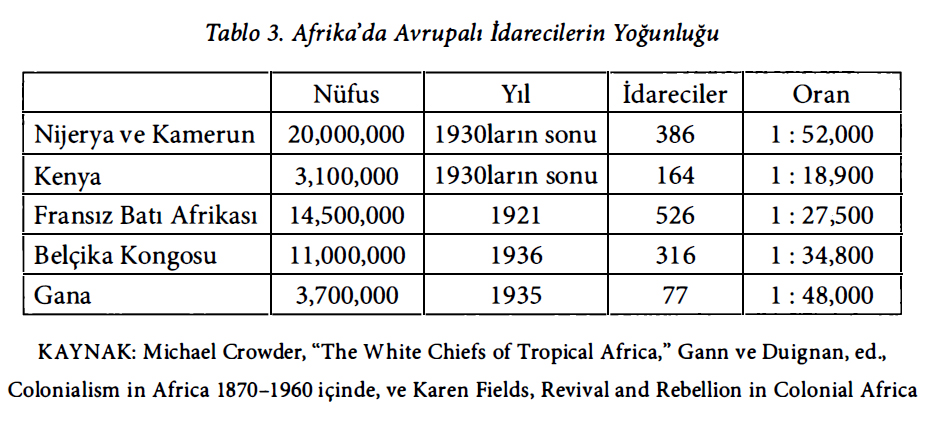 Tablo 3. Afrika’da Avrupalı İdarecilerin Yoğunluğu
Nüfus Yıl İdareciler Oran
Nijerya ve Kamerun 20,000,000 1930ların sonu 386 1 : 52,000
Kenya 3,100,000 1930ların sonu 164 1 : 18,900
Fransız Batı Afrikası 14,500,000 1921 526 1 : 27,500
Belçika Kongosu 11,000,000 1936 316 1 : 34,800
Gana 3,700,000 1935 77 1 : 48,000
KAYNAK: Michael Crowder, “The White Chiefs of Tropical Africa,” Gann ve Duignan, ed.,
Colonialism in Africa 1870–1960 içinde, ve Karen Fields, Revival and Rebellion in Colonial Africa